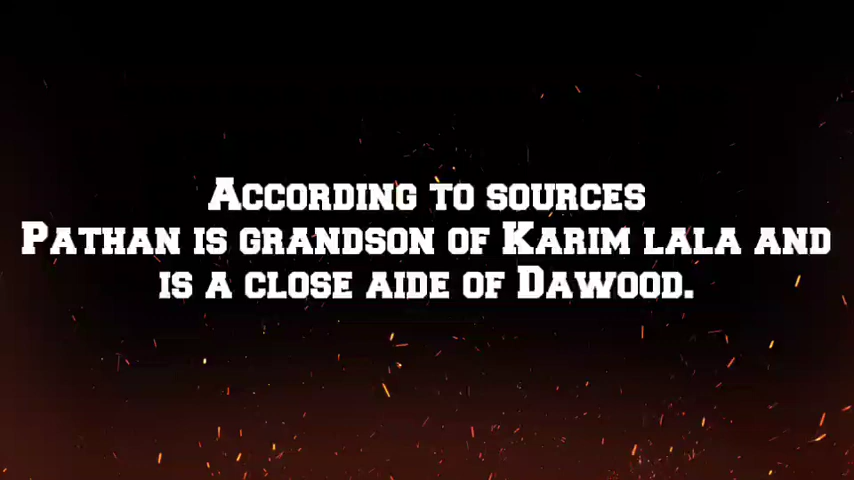 According to sources
Pathan is grandson of Karim lala and
is a close aide of Dawood.